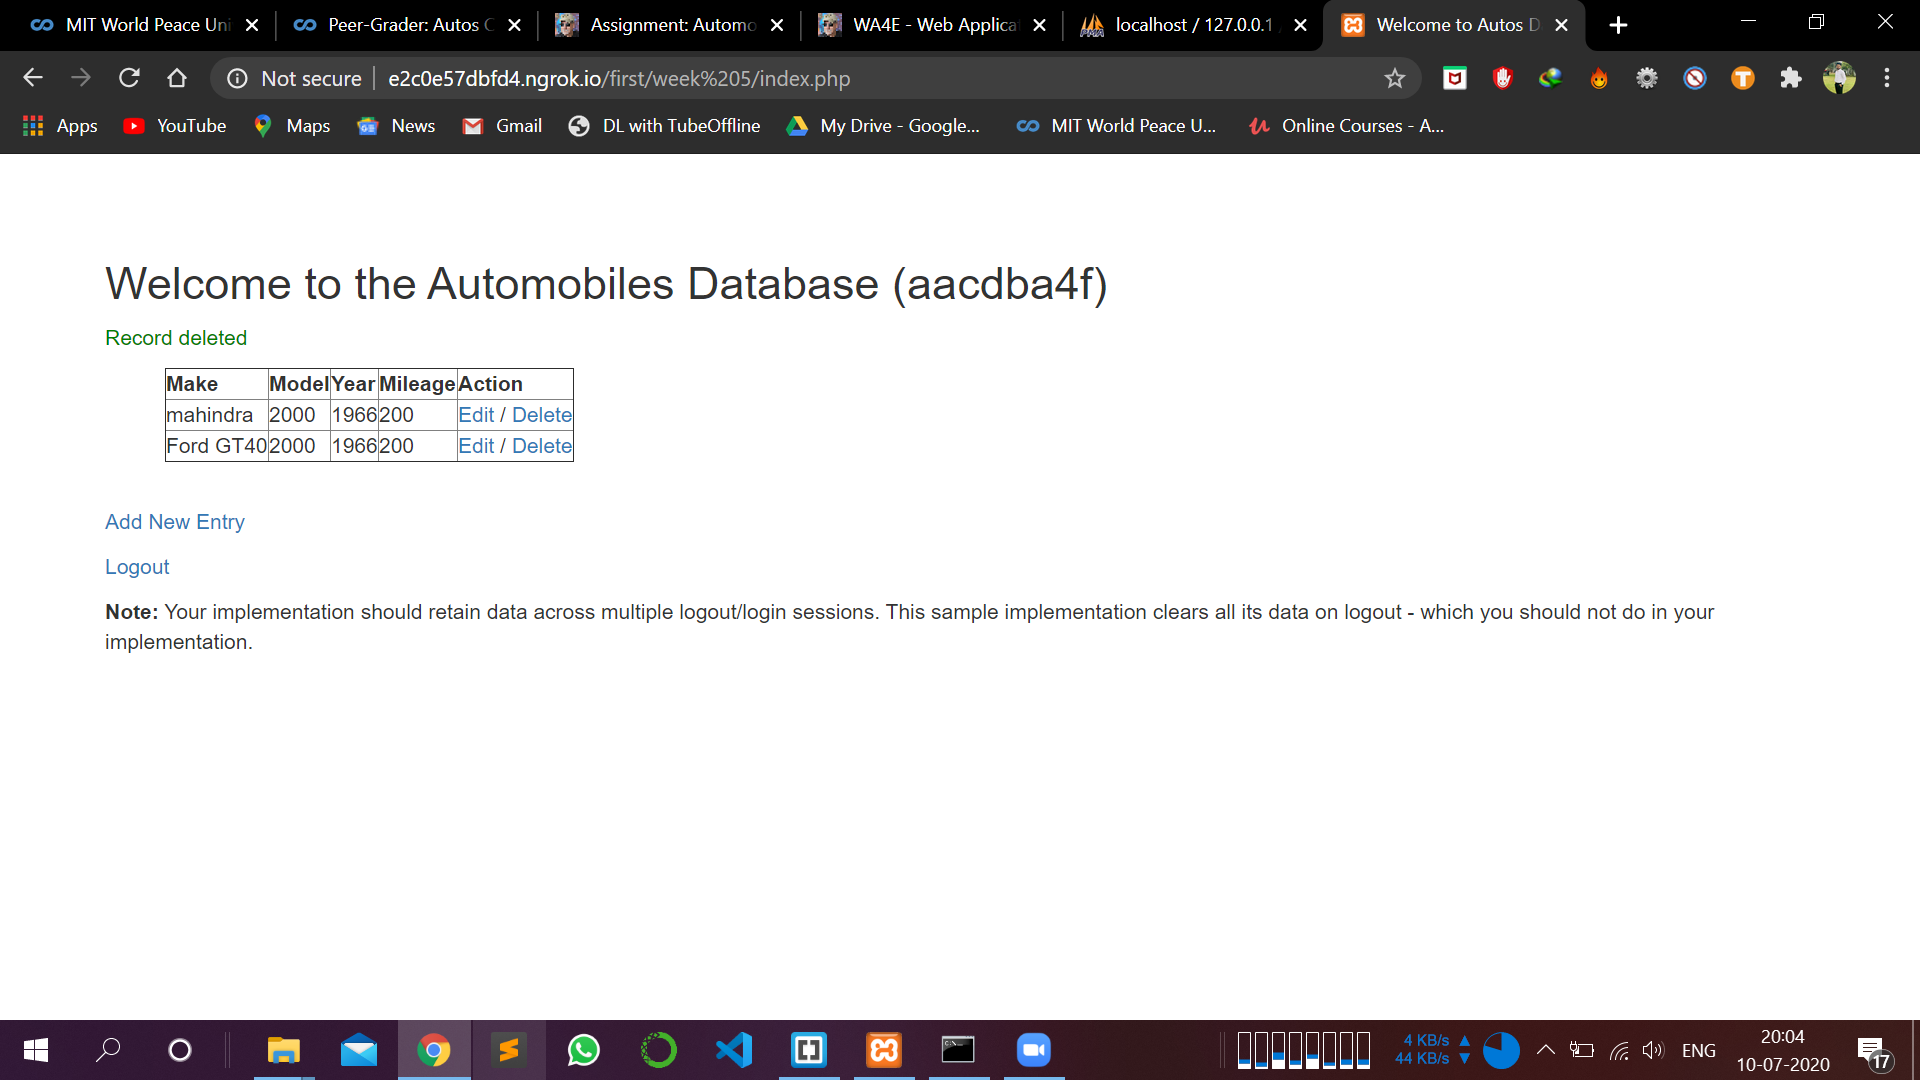 MIT World Peace Uni
Peer-Grader: Autos C
Assignment: Automo
WA4E - Web Applica
localhost / 127.0.0.1
Welcome to Autos D
Not secure
e2c0e57dbfd4.ngrok.io/first/week%205/index.php
Apps
YouTube
Maps
News
Gmail
DL with TubeOffline
My Drive - Google...
MIT World Peace U...
Online Courses - A...
Welcome to the Automobiles Database (aacdba4f)
Record deleted
Make Model Year Mileage Action
mahindra 2000 1966 200 Edit / Delete
Ford GT40 2000 1966 200 Edit / Delete
Add New Entry
Logout
Note: Your implementation should retain data across multiple logout/login sessions. This sample implementation clears all its data on logout - which you should not do in your
implementation.
4 KB/s
44 KB/s
ENG
20:04
10-07-2020
17